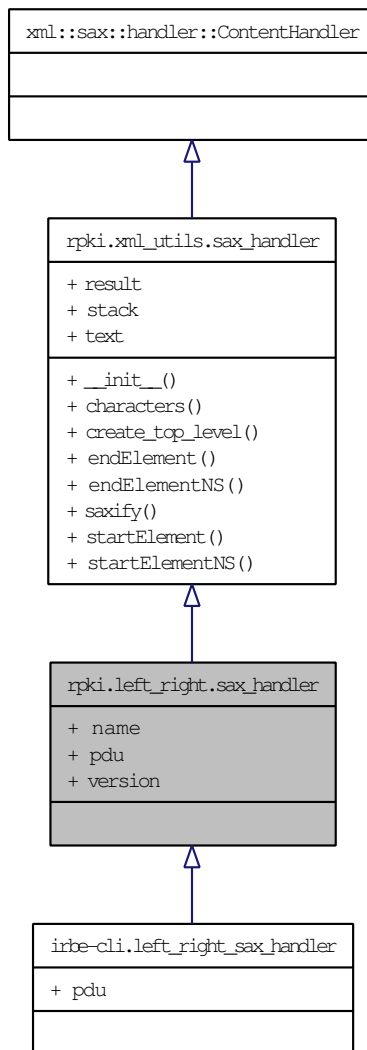 xml::sax::handler::ContentHandler
rpki.xml_utils.sax_handler
+ result
+ stack
+ text
+ __init__()
+ characters()
+ create_top_level()
+ endElement()
+ endElementNS()
+ saxify()
+ startElement()
+ startElementNS()
rpki.left_right.sax_handler
+ name
+ pdu
+ version
irbe-cli.left_right_sax_handler
+ pdu